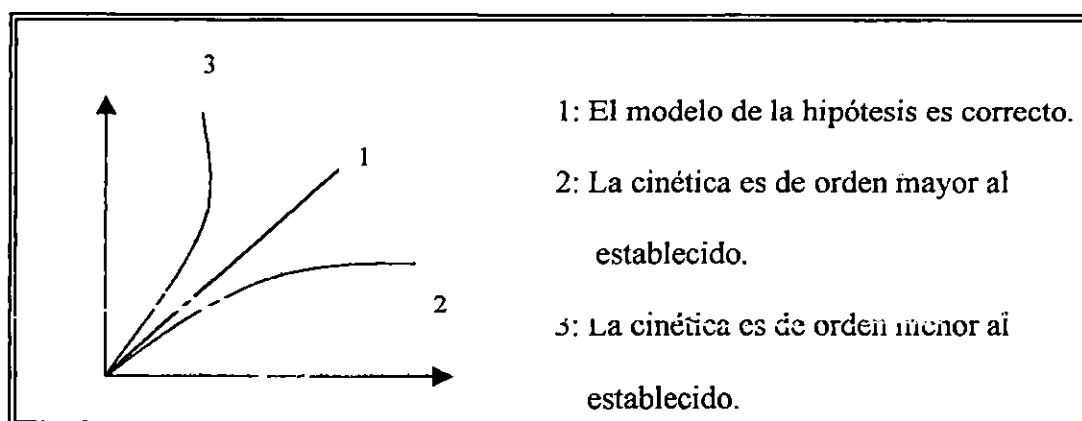 3
1
2
1: El modelo de la hipótesis es correcto.
2: La cinética es de orden mayor al
establecido.
3: La cinética es de orden menor al
establecido.